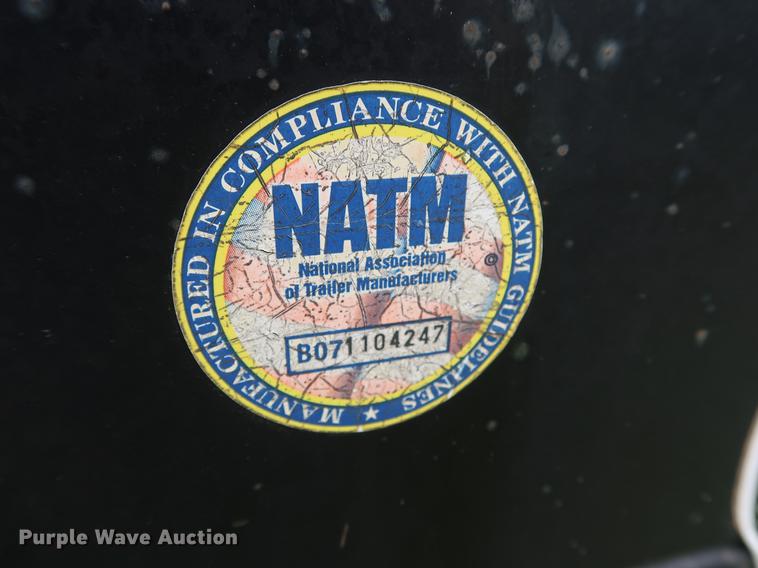 MANUFACTURED IN COMPLIANCE WITH NATM GUIDELINES ★
NATM
National Association
of Trailer Manufacturers
©
B071104247
Purple Wave Auction